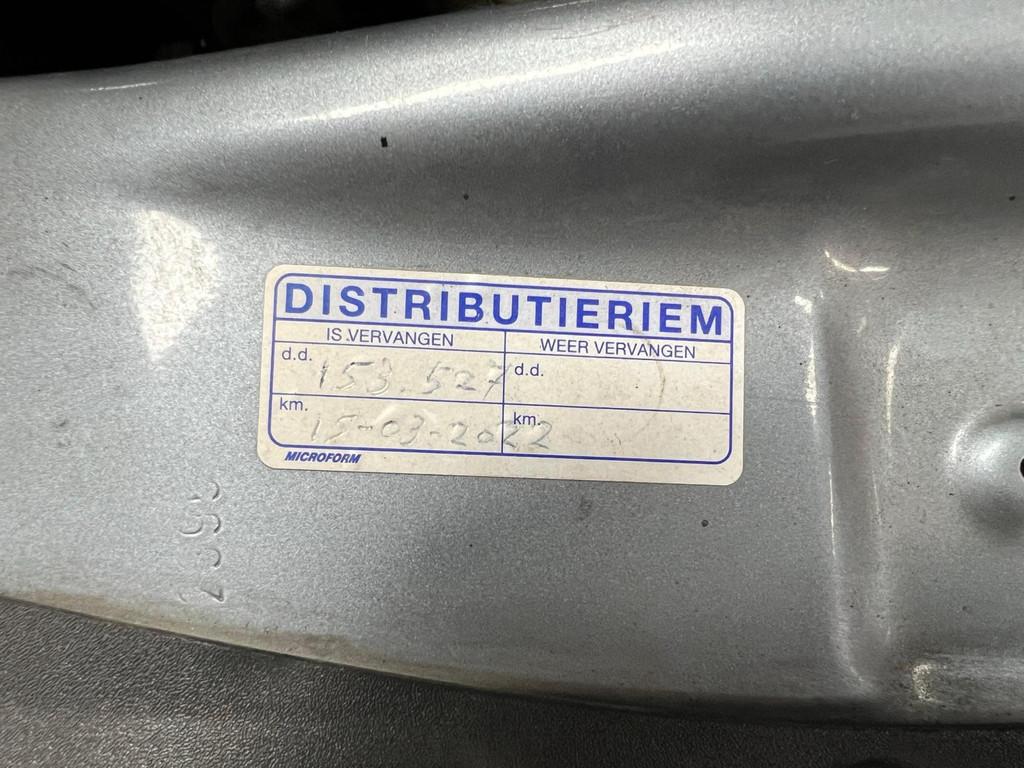 DISTRIBUTIERIEM
IS VERVANGEN WEER VERVANGEN
d.d. 153.527 d.d.
km. 15-03-2022 km.
MICROFORM